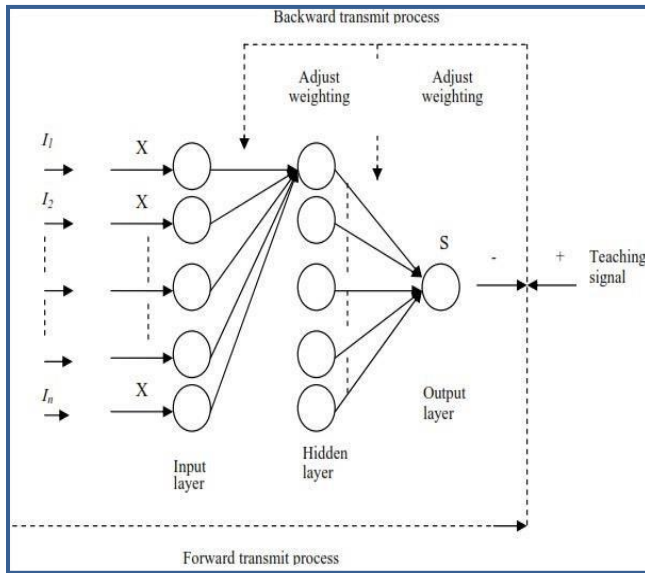 Backward transmit process
Adjust
weighting
Adjust
weighting
I1
X
I2
X
S
-
+
Teaching
signal
In
X
Output
layer
Input
layer
Hidden
layer
Forward transmit process